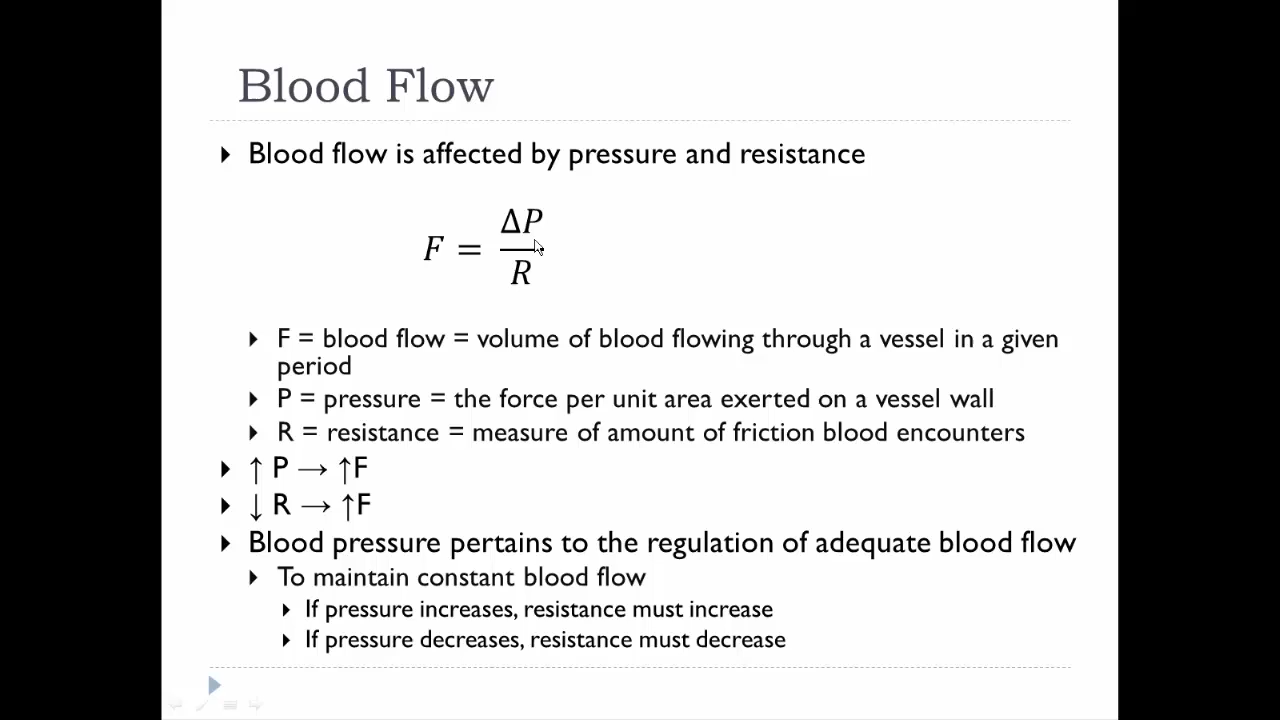 Blood Flow
Blood flow is affected by pressure and resistance
F = ΔP/R
F = blood flow = volume of blood flowing through a vessel in a given
period
P = pressure = the force per unit area exerted on a vessel wall
R = resistance = measure of amount of friction blood encounters
↑ P → ↑F
↓ R → ↑F
Blood pressure pertains to the regulation of adequate blood flow
To maintain constant blood flow
If pressure increases, resistance must increase
If pressure decreases, resistance must decrease